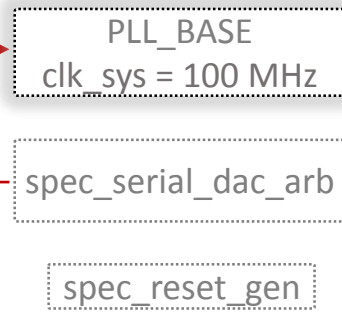 PLL_BASE
clk_sys = 100 MHz
spec_serial_dac_arb
spec_reset_gen